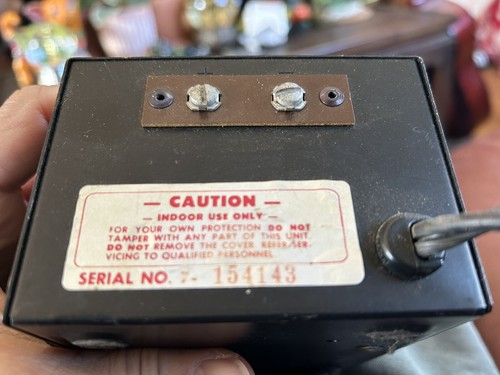 — CAUTION —
— INDOOR USE ONLY —
FOR YOUR OWN PROTECTION DO NOT
TAMPER WITH ANY PART OF THIS UNIT.
DO NOT REMOVE THE COVER. REFER SER-
VICING TO QUALIFIED PERSONNEL.
SERIAL NO. 7- 154143